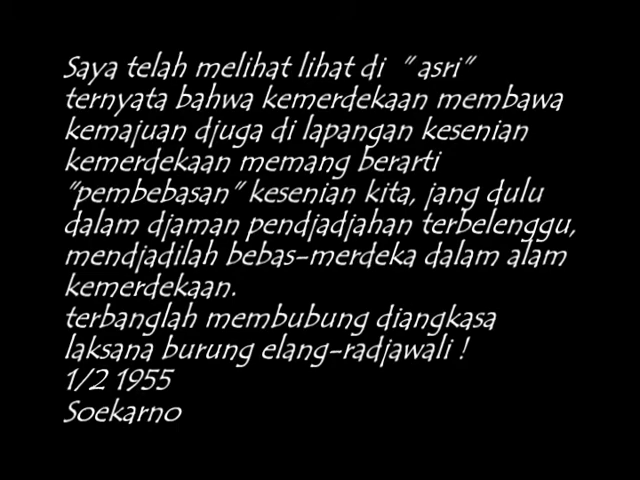 Saya telah melihat lihat di " asri"
ternyata bahwa kemerdekaan membawa
kemajuan djuga di lapangan kesenian
kemerdekaan memang berarti
"pembebasan" kesenian kita, jang dulu
dalam djaman pendjadjahan terbelenggu,
mendjadilah bebas-merdeka dalam alam
kemerdekaan.
terbanglah membubung diangkasa
laksana burung elang-radjawali !
1/2 1955
Soekarno